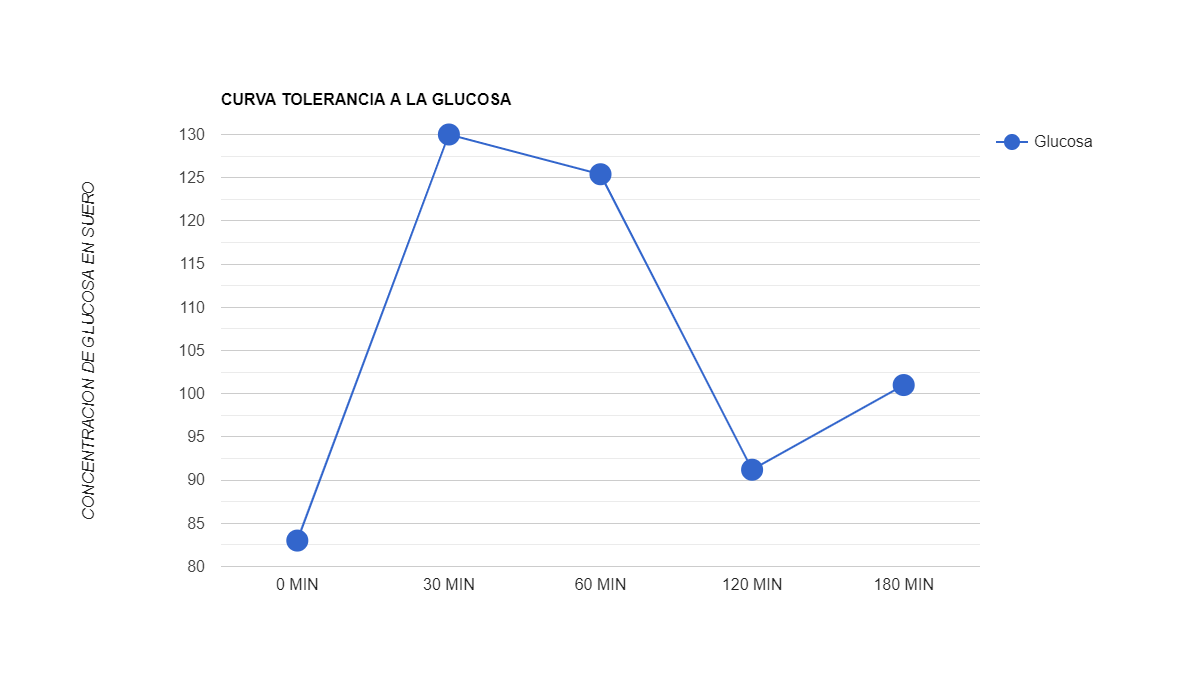 CURVA TOLERANCIA A LA GLUCOSA
Glucosa
CONCENTRACION DE GLUCOSA EN SUERO
130
125
120
115
110
105
100
95
90
85
80
0 MIN
30 MIN
60 MIN
120 MIN
180 MIN